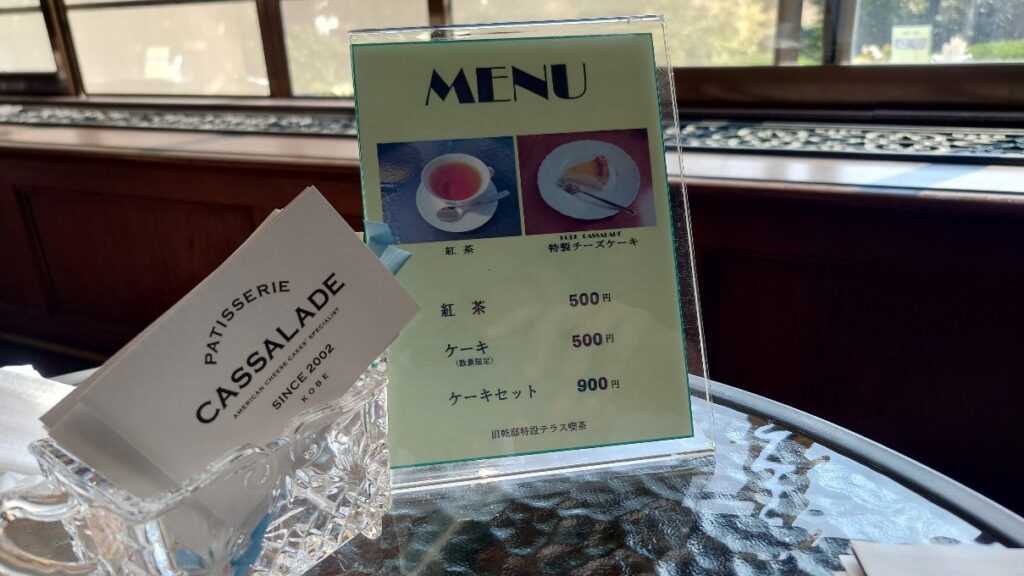 MENU
KOBE CASSALADE
紅茶
特製チーズケーキ
紅茶 500円
ケーキ 500円
(数量限定)
ケーキセット 900円
旧乾邸特設テラス喫茶
PATISSERIE
CASSALADE
AMERICAN CHEESE CAKES' SPECIALIST
SINCE 2002
KOBE